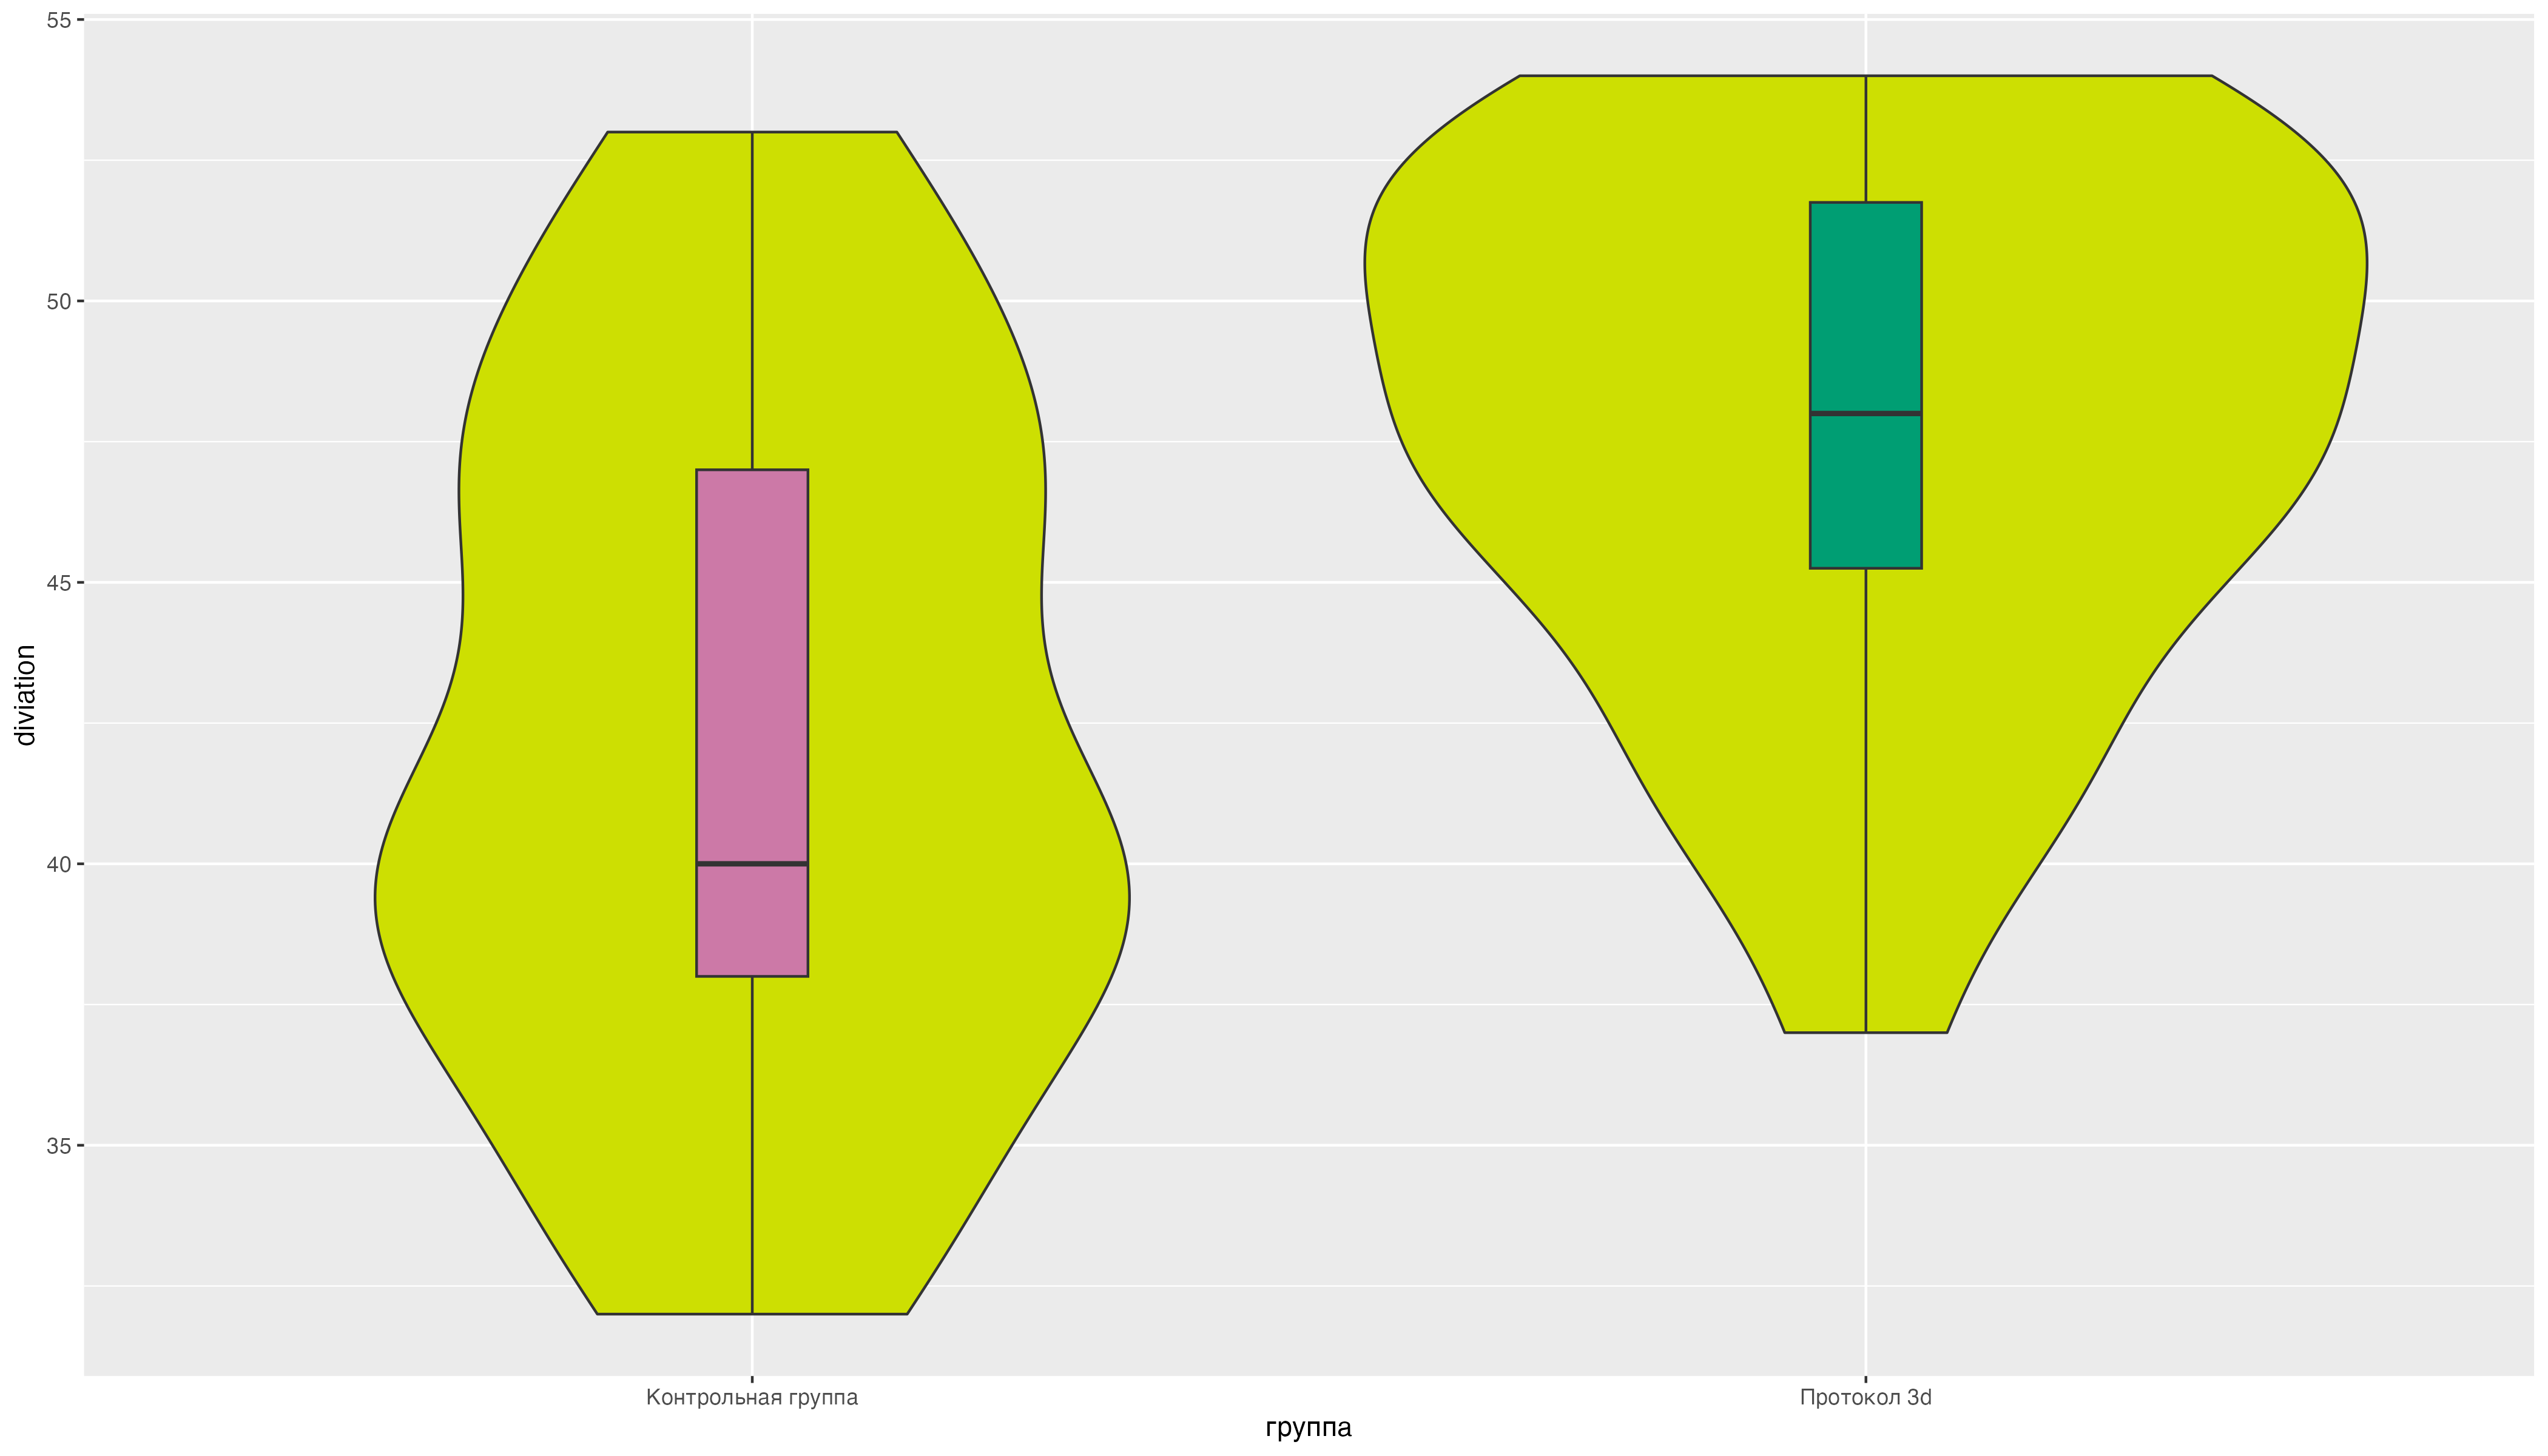 55
50
45
40
35
diviation
Контрольная группа
Протокол 3d
группа